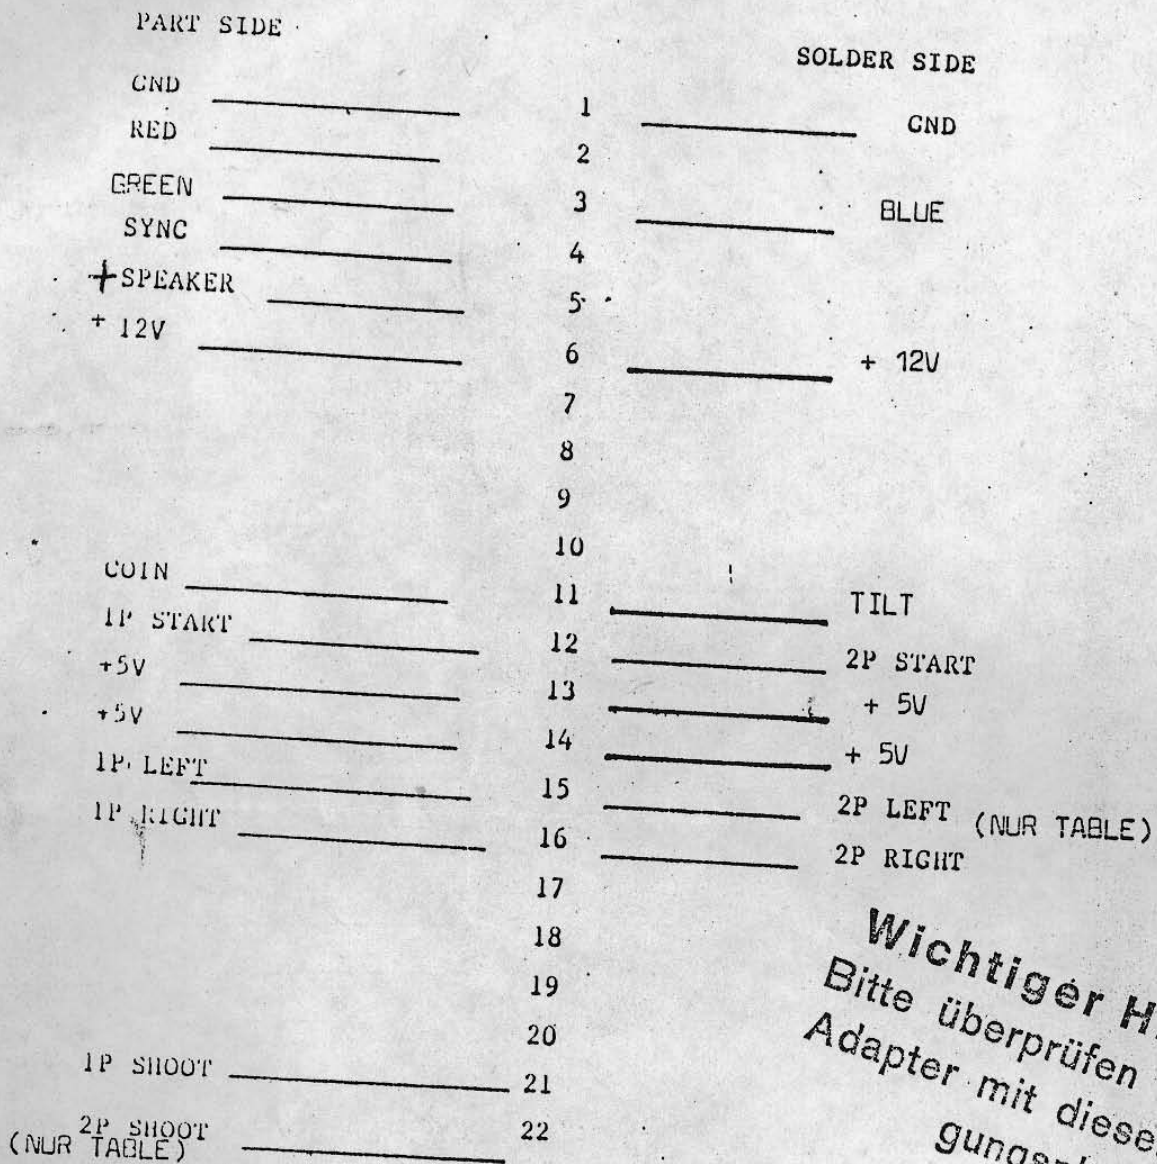 PART SIDE
SOLDER SIDE
GND 1 GND
RED 2
GREEN 3 BLUE
SYNC 4
+SPEAKER 5
+ 12V 6 + 12V
7
8
9
10
COIN 11 TILT
1P START 12 2P START
+5V 13 + 5V
+5V 14 + 5V
1P LEFT 15 2P LEFT (NUR TABLE)
1P RIGHT 16 2P RIGHT
17
18
19
20
1P SHOOT 21
2P SHOOT 22
(NUR TABLE)
Wichtiger H
Bitte überprüfen
Adapter mit diese